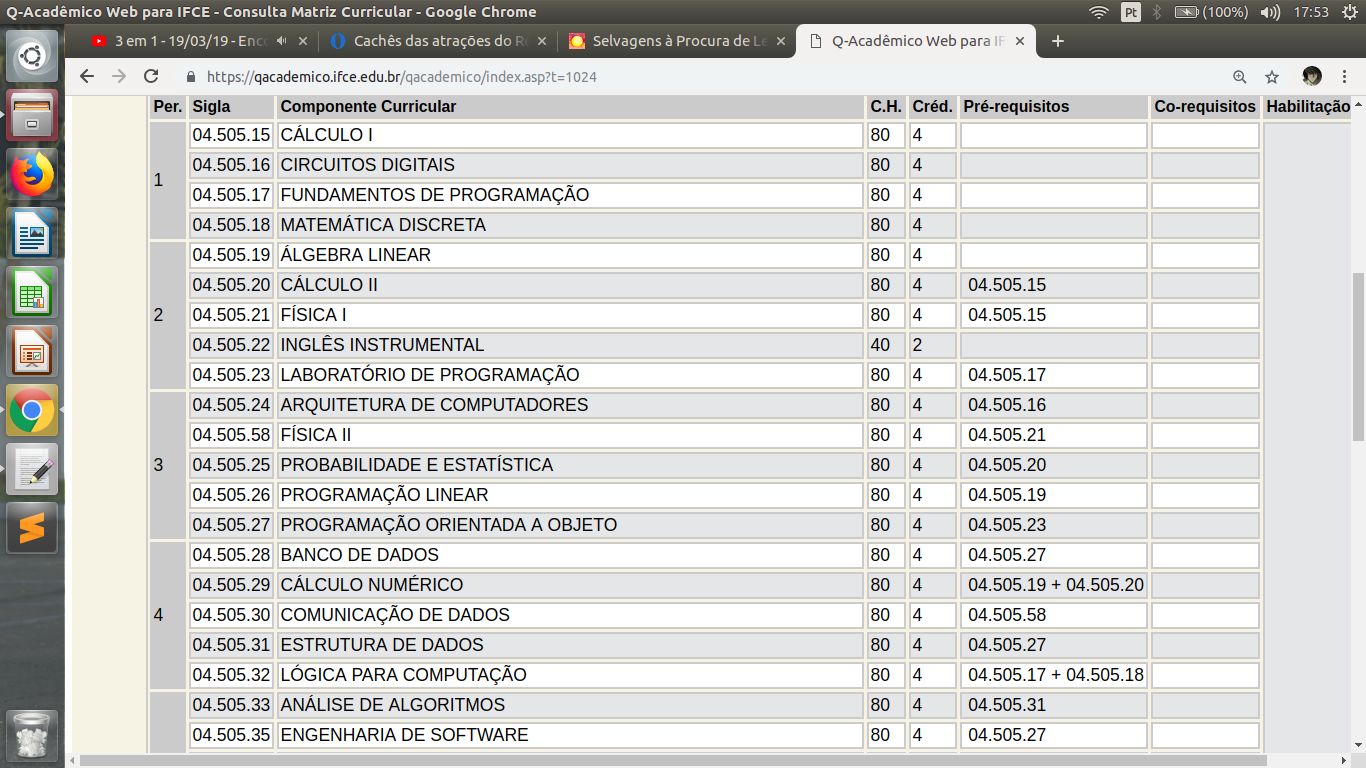 Q-Acadêmico Web para IFCE - Consulta Matriz Curricular - Google Chrome
Pt (100%) 17:53
3 em 1 - 19/03/19 - Enc
Cachês das atrações do R
Selvagens à Procura de Le
Q-Acadêmico Web para IF
https://qacademico.ifce.edu.br/qacademico/index.asp?t=1024
Per. Sigla Componente Curricular C.H. Créd. Pré-requisitos Co-requisitos Habilitação
1
04.505.15 CÁLCULO I 80 4
04.505.16 CIRCUITOS DIGITAIS 80 4
04.505.17 FUNDAMENTOS DE PROGRAMAÇÃO 80 4
04.505.18 MATEMÁTICA DISCRETA 80 4
2
04.505.19 ÁLGEBRA LINEAR 80 4
04.505.20 CÁLCULO II 80 4 04.505.15
04.505.21 FÍSICA I 80 4 04.505.15
04.505.22 INGLÊS INSTRUMENTAL 40 2
04.505.23 LABORATÓRIO DE PROGRAMAÇÃO 80 4 04.505.17
3
04.505.24 ARQUITETURA DE COMPUTADORES 80 4 04.505.16
04.505.58 FÍSICA II 80 4 04.505.21
04.505.25 PROBABILIDADE E ESTATÍSTICA 80 4 04.505.20
04.505.26 PROGRAMAÇÃO LINEAR 80 4 04.505.19
04.505.27 PROGRAMAÇÃO ORIENTADA A OBJETO 80 4 04.505.23
4
04.505.28 BANCO DE DADOS 80 4 04.505.27
04.505.29 CÁLCULO NUMÉRICO 80 4 04.505.19 + 04.505.20
04.505.30 COMUNICAÇÃO DE DADOS 80 4 04.505.58
04.505.31 ESTRUTURA DE DADOS 80 4 04.505.27
04.505.32 LÓGICA PARA COMPUTAÇÃO 80 4 04.505.17 + 04.505.18
04.505.33 ANÁLISE DE ALGORITMOS 80 4 04.505.31
04.505.35 ENGENHARIA DE SOFTWARE 80 4 04.505.27